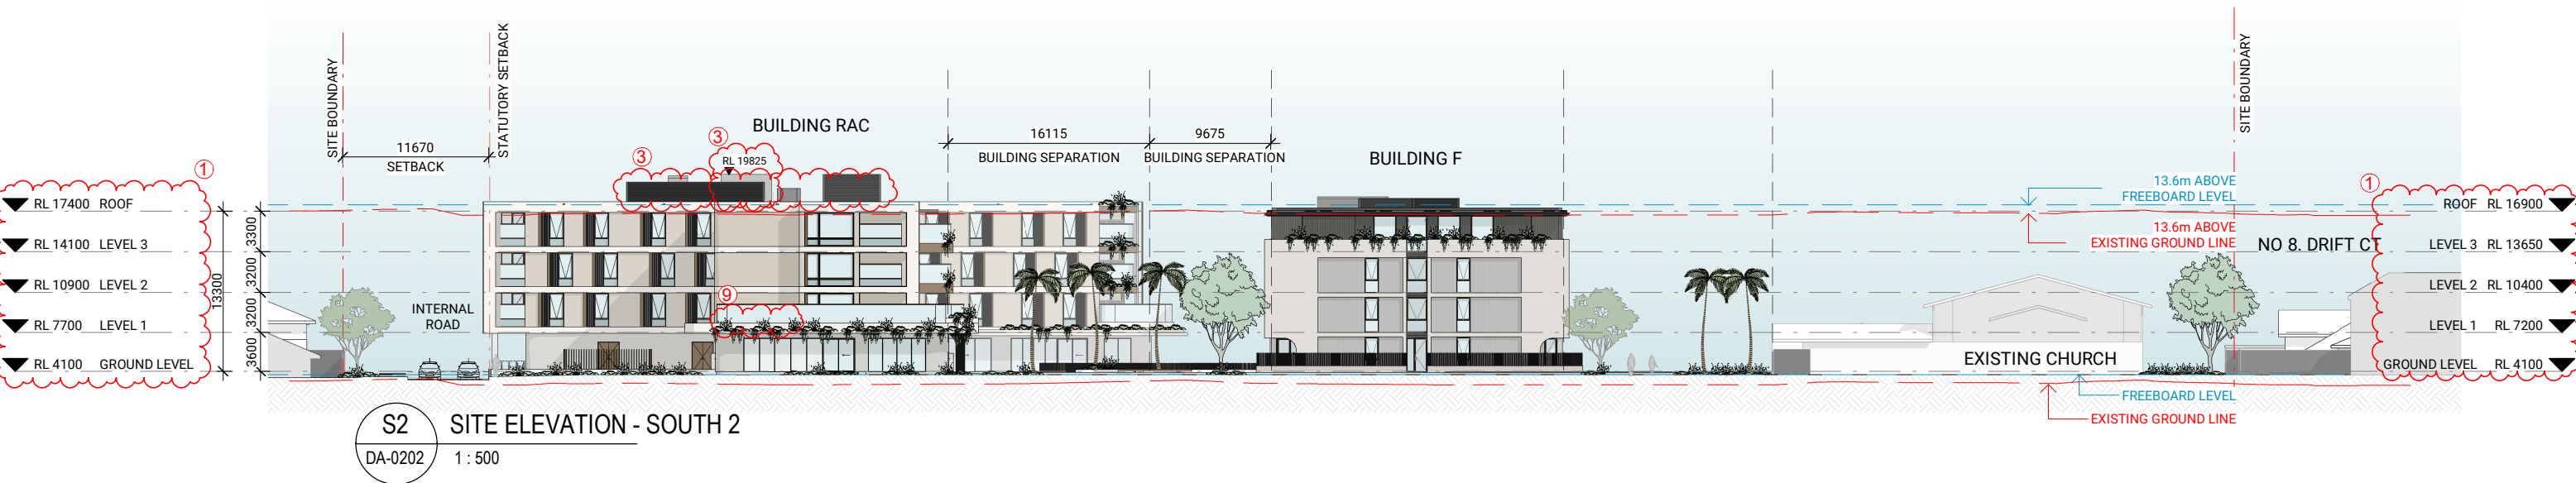 SITE BOUNDARY
STATUTORY SETBACK
11670
SETBACK
BUILDING RAC
3
3
RL 19825
16115
BUILDING SEPARATION
9675
BUILDING SEPARATION
BUILDING F
SITE BOUNDARY
13.6m ABOVE
FREEBOARD LEVEL
13.6m ABOVE
EXISTING GROUND LINE
NO 8. DRIFT CT
1
RL 17400 ROOF
RL 14100 LEVEL 3
RL 10900 LEVEL 2
RL 7700 LEVEL 1
RL 4100 GROUND LEVEL
13300
3300
3200
3200
3600
INTERNAL
ROAD
9
1
ROOF RL 16900
LEVEL 3 RL 13650
LEVEL 2 RL 10400
LEVEL 1 RL 7200
GROUND LEVEL RL 4100
EXISTING CHURCH
FREEBOARD LEVEL
EXISTING GROUND LINE
S2
DA-0202
SITE ELEVATION - SOUTH 2
1 : 500